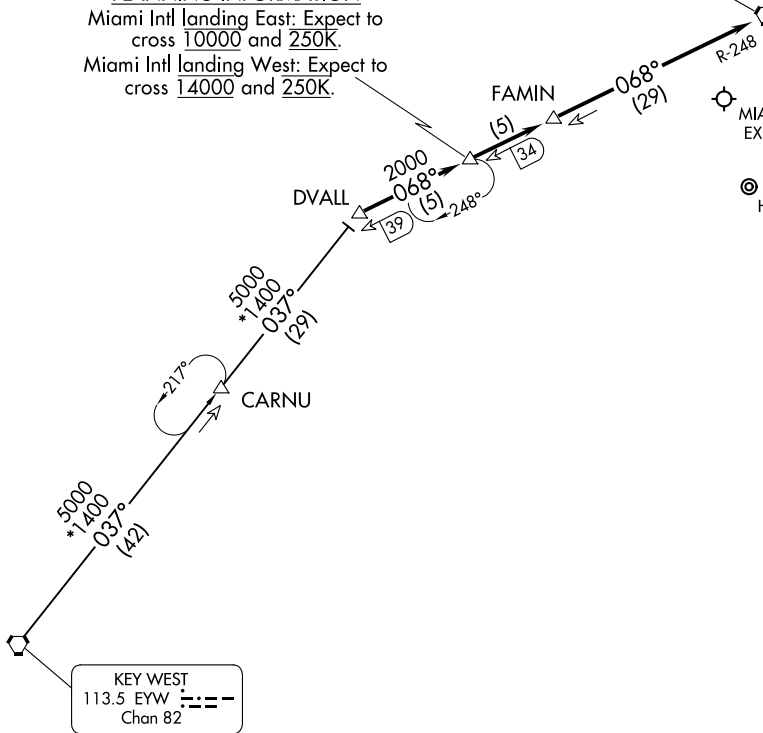 Miami Intl landing East: Expect to
cross 10000 and 250K.
Miami Intl landing West: Expect to
cross 14000 and 250K.
R-248
068°
(29)
FAMIN
(5)
34
2000
068°
(5)
248°
DVALL
39
5000
*1400
037°
(29)
217°
CARNU
5000
*1400
037°
(42)
KEY WEST
113.5 EYW
Chan 82